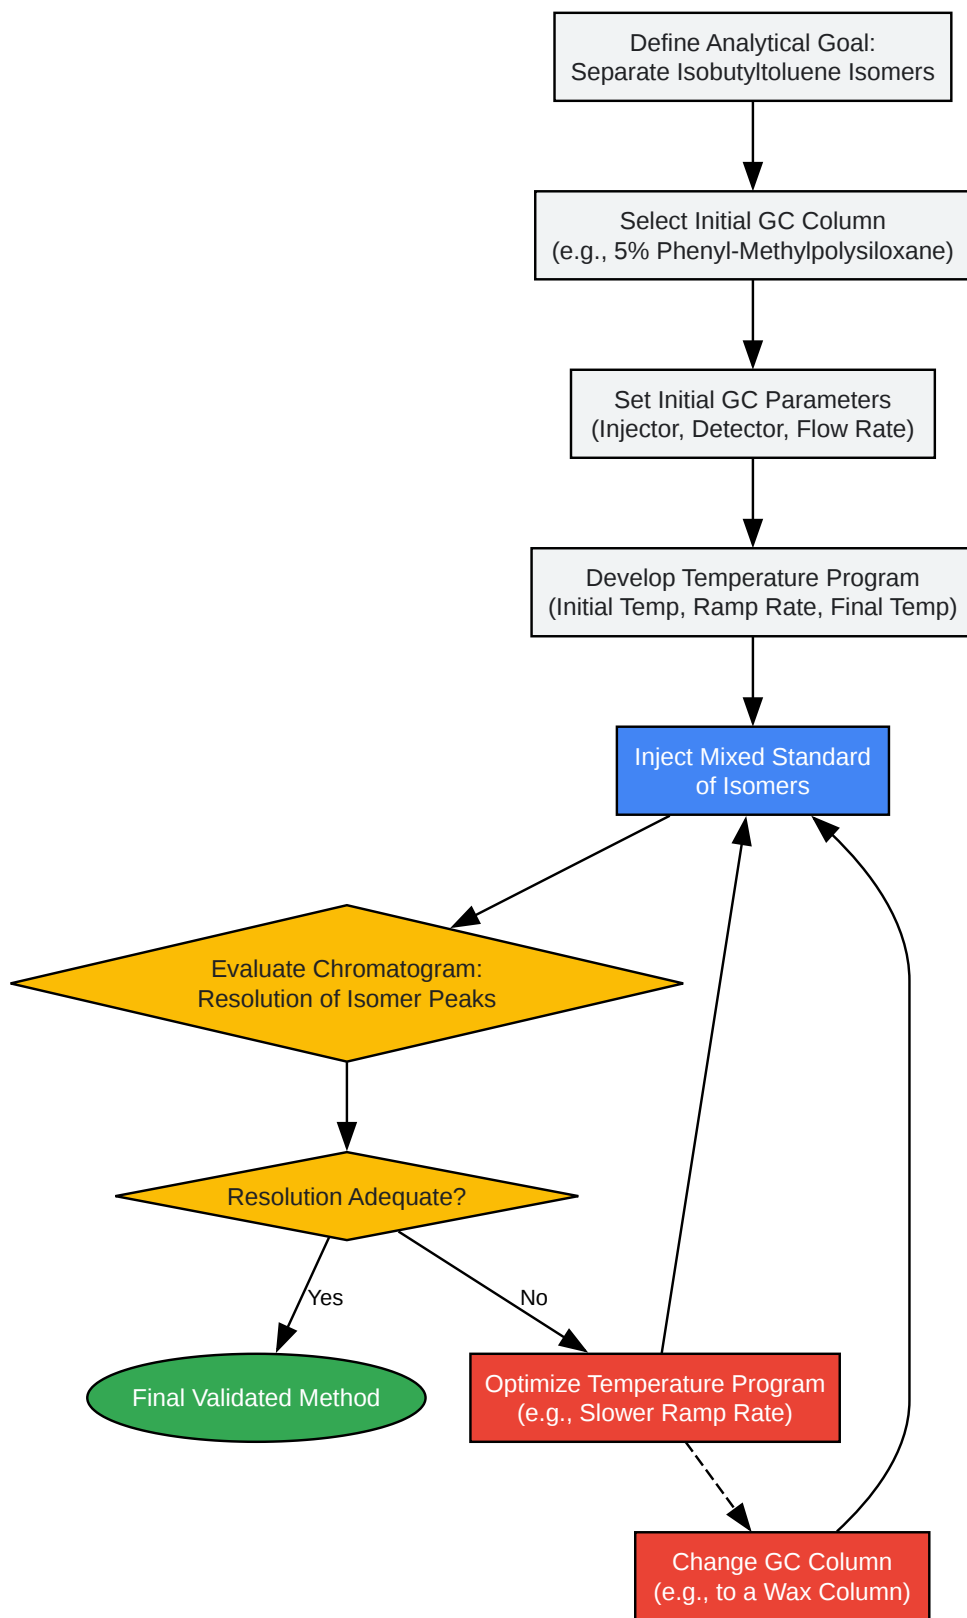 Define Analytical Goal:
Separate Isobutyltoluene Isomers
Select Initial GC Column
(e.g., 5% Phenyl-Methylpolysiloxane)
Set Initial GC Parameters
(Injector, Detector, Flow Rate)
Develop Temperature Program
(Initial Temp, Ramp Rate, Final Temp)
Inject Mixed Standard
of Isomers
Evaluate Chromatogram:
Resolution of Isomer Peaks
Resolution Adequate?
Yes
No
Final Validated Method
Optimize Temperature Program
(e.g., Slower Ramp Rate)
Change GC Column
(e.g., to a Wax Column)